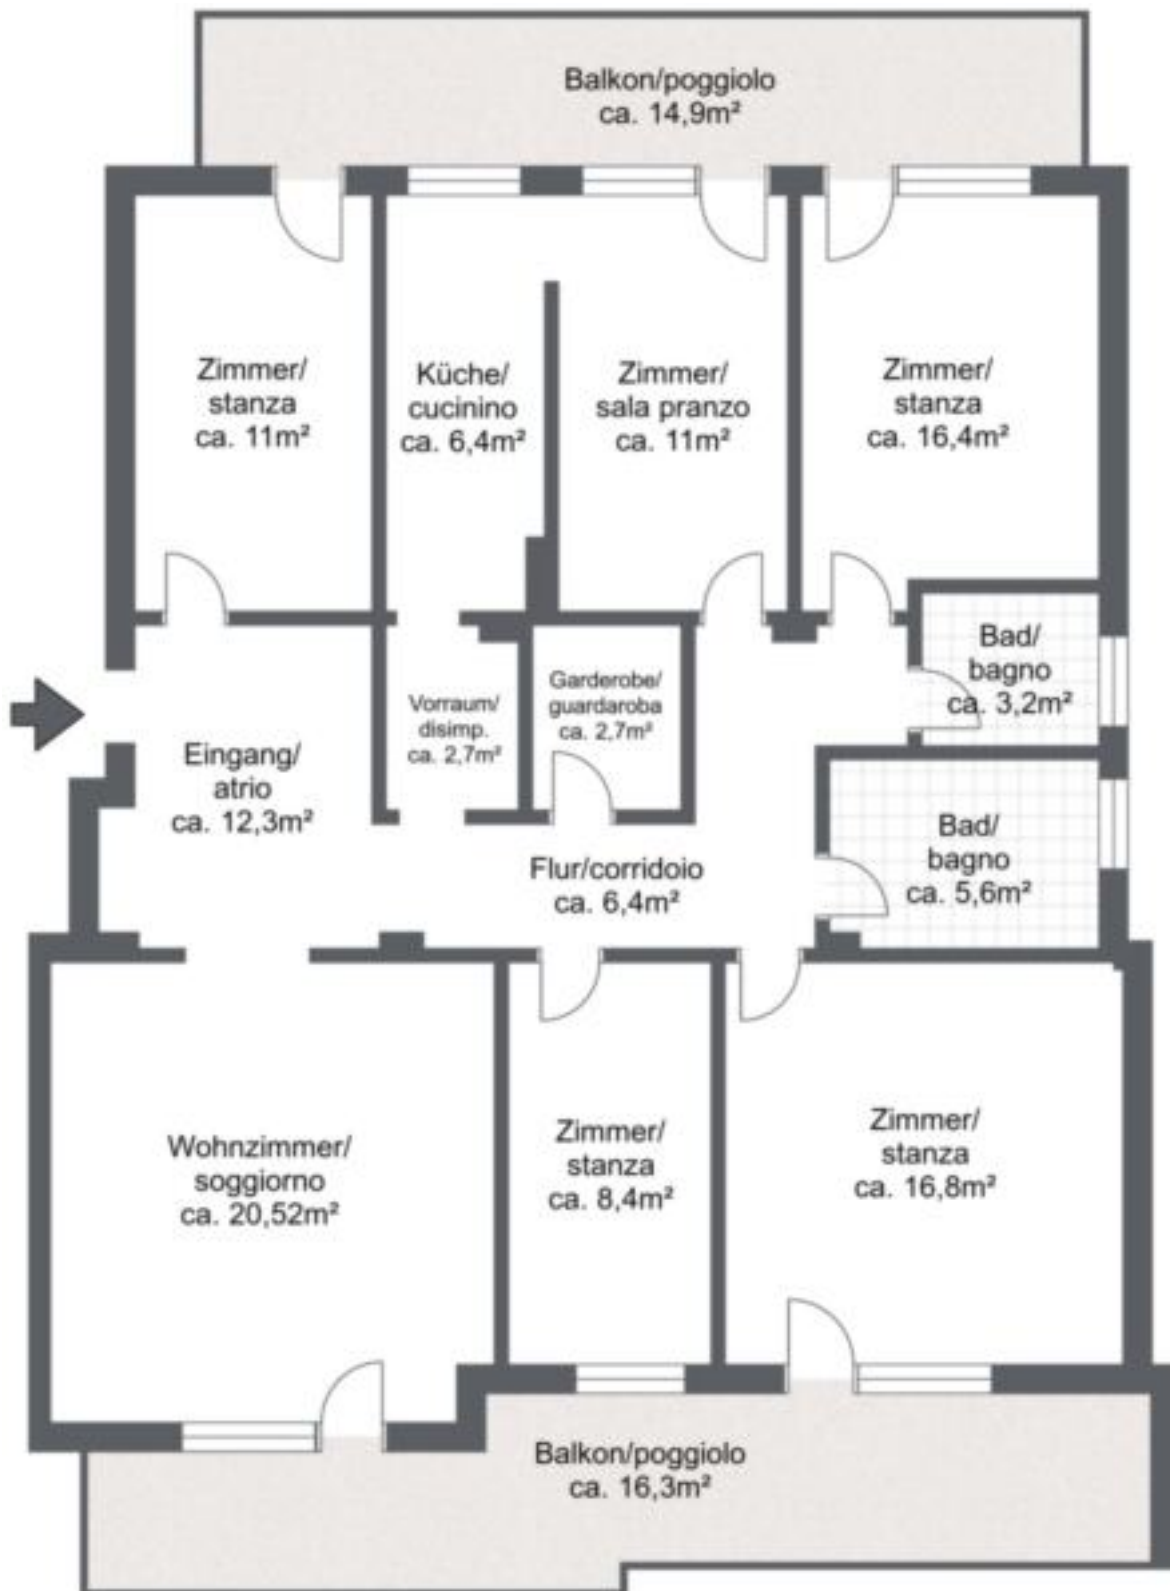 Balkon/poggiolo
ca. 14,9m²
Zimmer/
stanza
ca. 11m²
Küche/
cucinino
ca. 6,4m²
Zimmer/
sala pranzo
ca. 11m²
Zimmer/
stanza
ca. 16,4m²
Bad/
bagno
ca. 3,2m²
Garderobe/
guardaroba
ca. 2,7m²
Vorraum/
disimp.
ca. 2,7m²
Eingang/
atrio
ca. 12,3m²
Bad/
bagno
ca. 5,6m²
Flur/corridoio
ca. 6,4m²
Wohnzimmer/
soggiorno
ca. 20,52m²
Zimmer/
stanza
ca. 8,4m²
Zimmer/
stanza
ca. 16,8m²
Balkon/poggiolo
ca. 16,3m²